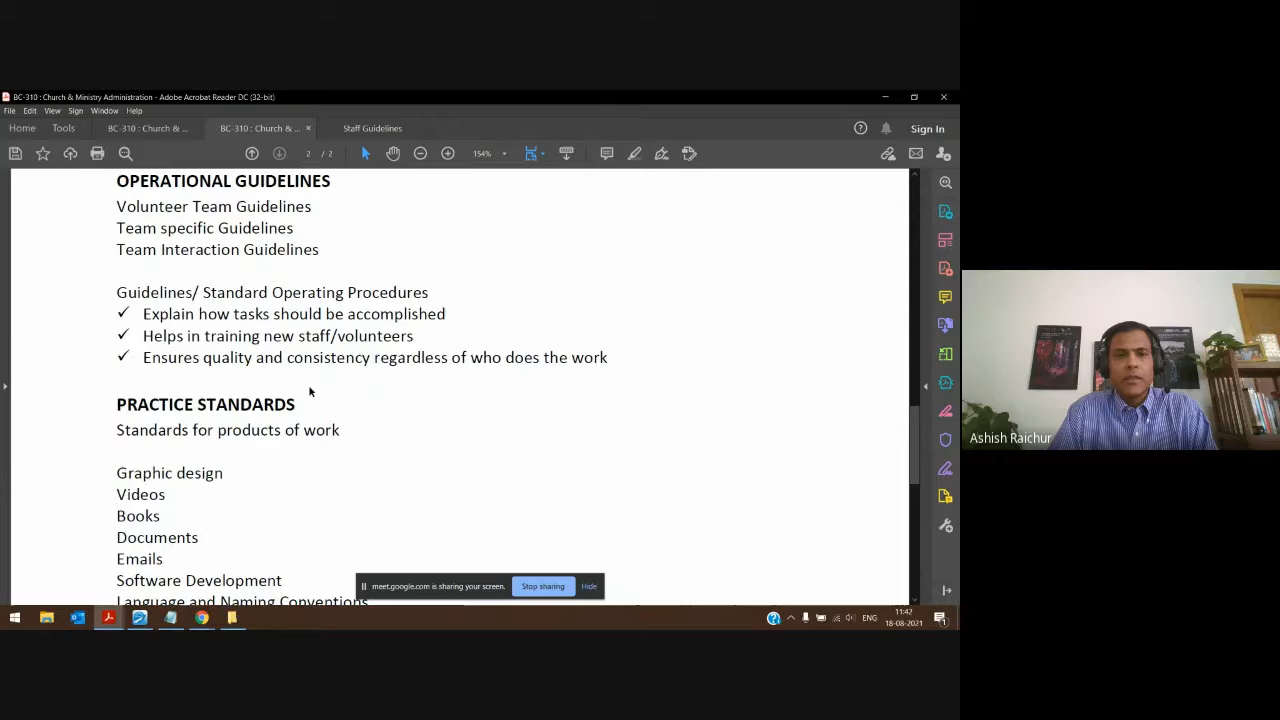 BC-310 : Church & Ministry Administration - Adobe Acrobat Reader DC (32-bit)
File Edit View Sign Window Help
Home Tools BC-310 : Church & ... BC-310 : Church & ... × Staff Guidelines Sign In
2 / 2 154%
OPERATIONAL GUIDELINES
Volunteer Team Guidelines
Team specific Guidelines
Team Interaction Guidelines
Guidelines/ Standard Operating Procedures
✓ Explain how tasks should be accomplished
✓ Helps in training new staff/volunteers
✓ Ensures quality and consistency regardless of who does the work
PRACTICE STANDARDS
Standards for products of work
Graphic design
Videos
Books
Documents
Emails
Software Development
Language and Naming Conventions
meet.google.com is sharing your screen. Stop sharing Hide
ENG 11:42
18-08-2021
Ashish Raichur